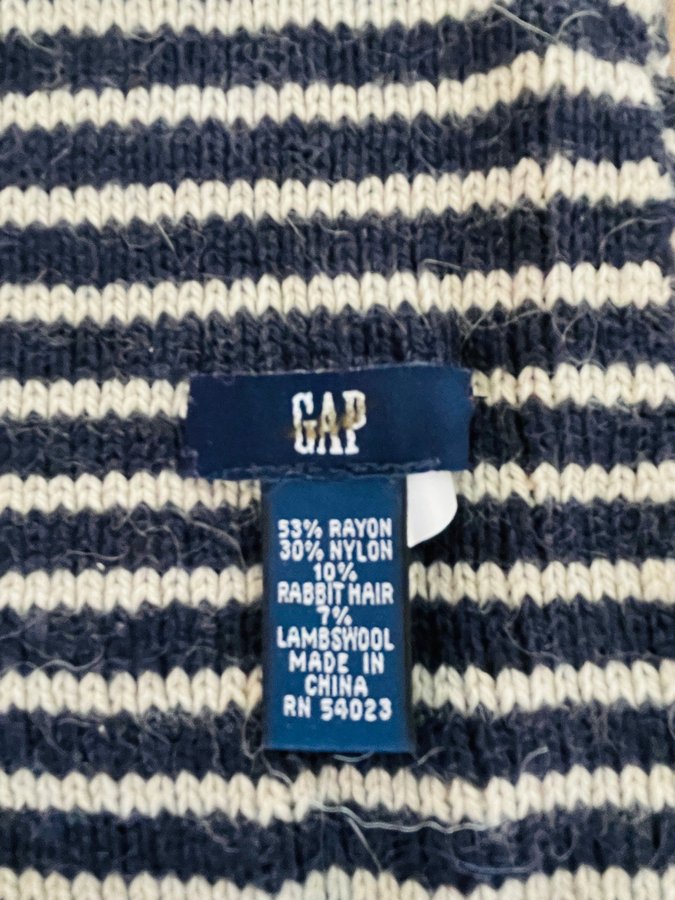 GAP
53% RAYON
30% NYLON
10%
RABBIT HAIR
7%
LAMBSWOOL
MADE IN
CHINA
RN 54023